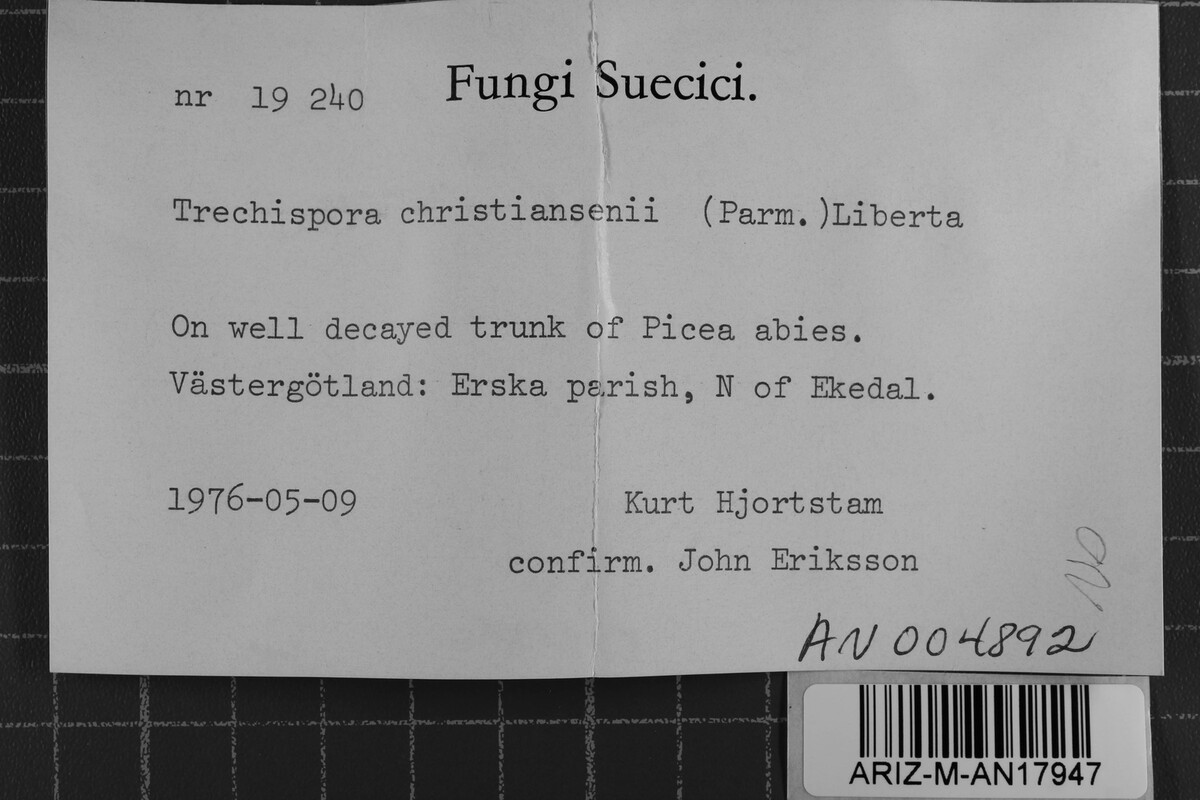 nr 19 240 Fungi Suecici.
Trechispora christiansenii (Parm.)Liberta
On well decayed trunk of Picea abies.
Västergötland: Erska parish, N of Ekedal.
1976-05-09 Kurt Hjortstam
confirm. John Eriksson
No
AN 004892
ARIZ-M-AN17947